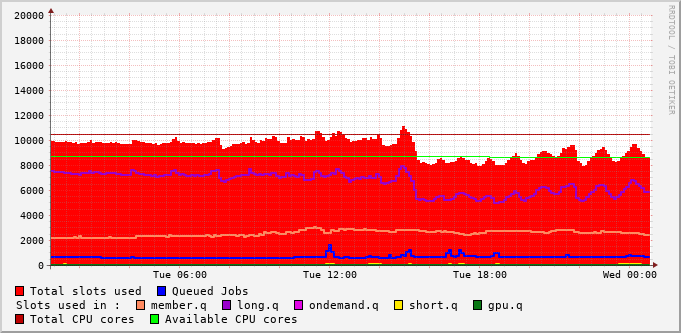 20000
18000
16000
14000
12000
10000
8000
6000
4000
2000
0
Tue 06:00 Tue 12:00 Tue 18:00 Wed 00:00
RRDTOOL / TOBI OETIKER
Total slots used Queued Jobs
Slots used in : member.q long.q ondemand.q short.q gpu.q
Total CPU cores Available CPU cores